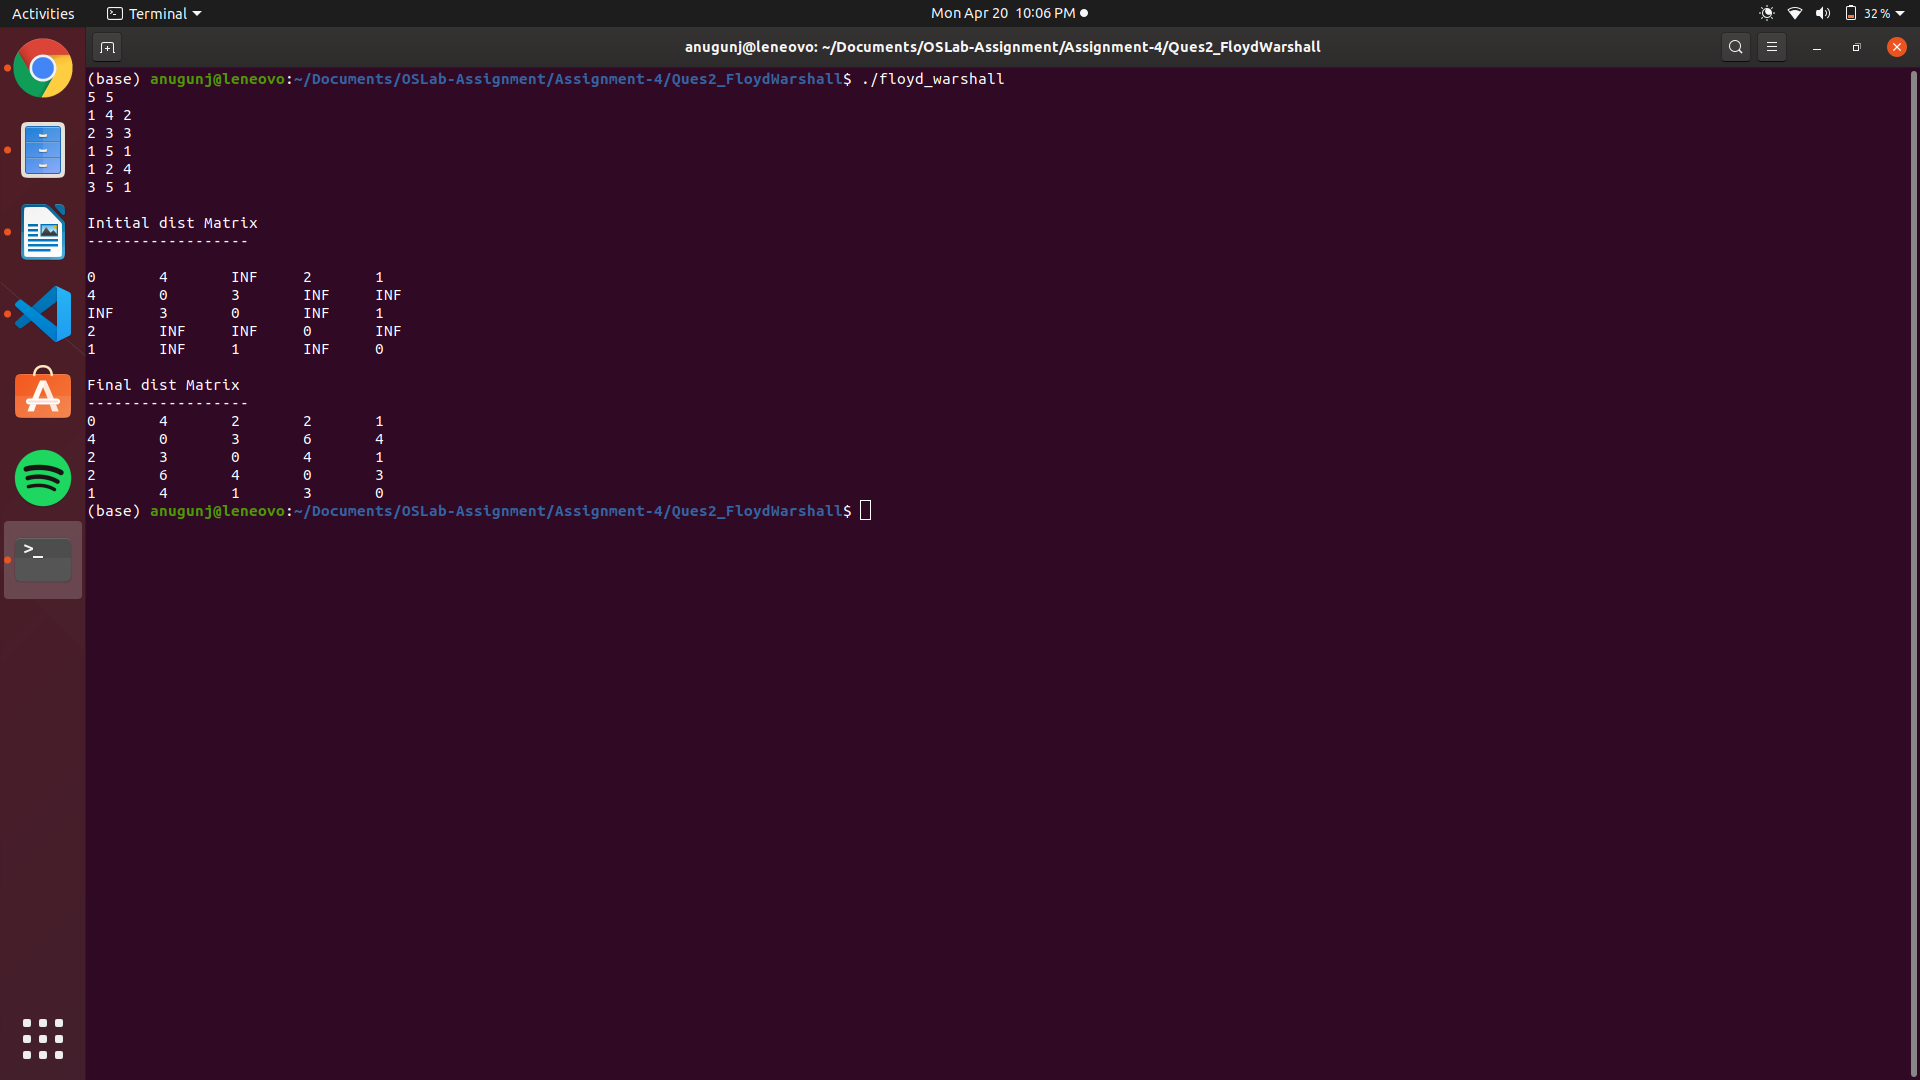 Activities Terminal Mon Apr 20 10:06 PM 32 %
anugunj@leneovo: ~/Documents/OSLab-Assignment/Assignment-4/Ques2_FloydWarshall
(base) anugunj@leneovo:~/Documents/OSLab-Assignment/Assignment-4/Ques2_FloydWarshall$ ./floyd_warshall
5 5
1 4 2
2 3 3
1 5 1
1 2 4
3 5 1
Initial dist Matrix
------------------
0 4 INF 2 1
4 0 3 INF INF
INF 3 0 INF 1
2 INF INF 0 INF
1 INF 1 INF 0
Final dist Matrix
------------------
0 4 2 2 1
4 0 3 6 4
2 3 0 4 1
2 6 4 0 3
1 4 1 3 0
(base) anugunj@leneovo:~/Documents/OSLab-Assignment/Assignment-4/Ques2_FloydWarshall$